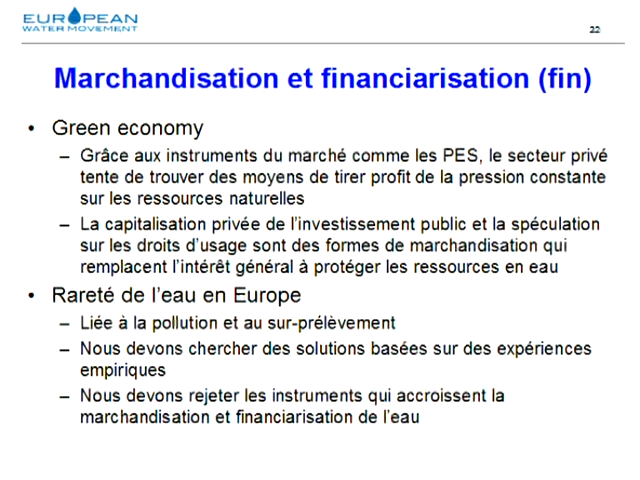 EUROPEAN
WATER MOVEMENT
22
Marchandisation et financiarisation (fin)
• Green economy
– Grâce aux instruments du marché comme les PES, le secteur privé
tente de trouver des moyens de tirer profit de la pression constante
sur les ressources naturelles
– La capitalisation privée de l'investissement public et la spéculation
sur les droits d'usage sont des formes de marchandisation qui
remplacent l'intérêt général à protéger les ressources en eau
• Rareté de l'eau en Europe
– Liée à la pollution et au sur-prélèvement
– Nous devons chercher des solutions basées sur des expériences
empiriques
– Nous devons rejeter les instruments qui accroissent la
marchandisation et financiarisation de l'eau